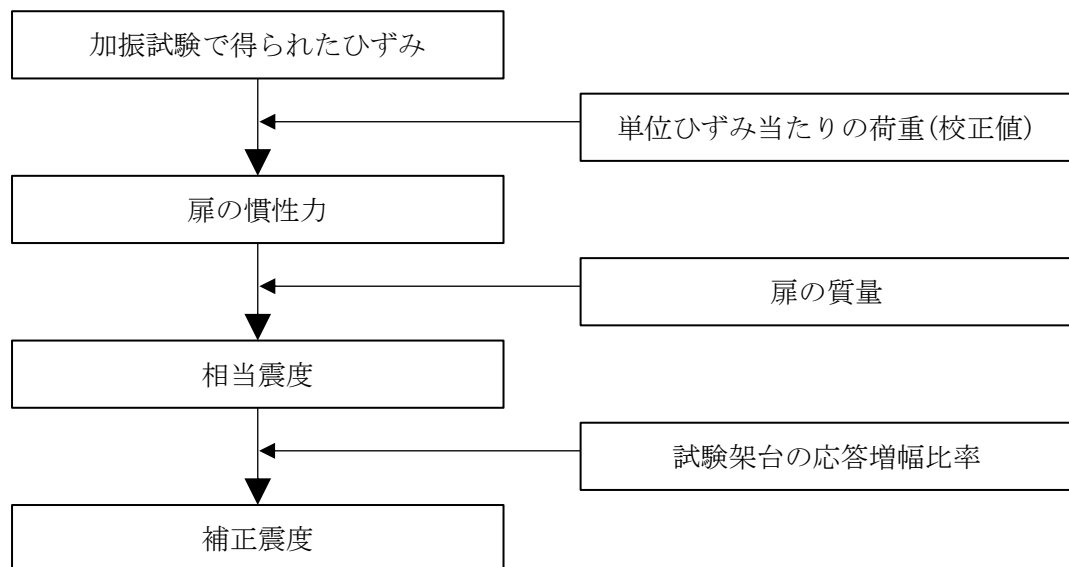 加振試験で得られたひずみ
単位ひずみ当たりの荷重(校正値)
扉の慣性力
扉の質量
相当震度
試験架台の応答増幅比率
補正震度